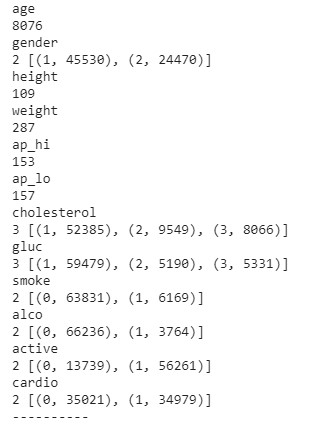 age
8076
gender
2 [(1, 45530), (2, 24470)]
height
109
weight
287
ap_hi
153
ap_lo
157
cholesterol
3 [(1, 52385), (2, 9549), (3, 8066)]
gluc
3 [(1, 59479), (2, 5190), (3, 5331)]
smoke
2 [(0, 63831), (1, 6169)]
alco
2 [(0, 66236), (1, 3764)]
active
2 [(0, 13739), (1, 56261)]
cardio
2 [(0, 35021), (1, 34979)]
----------